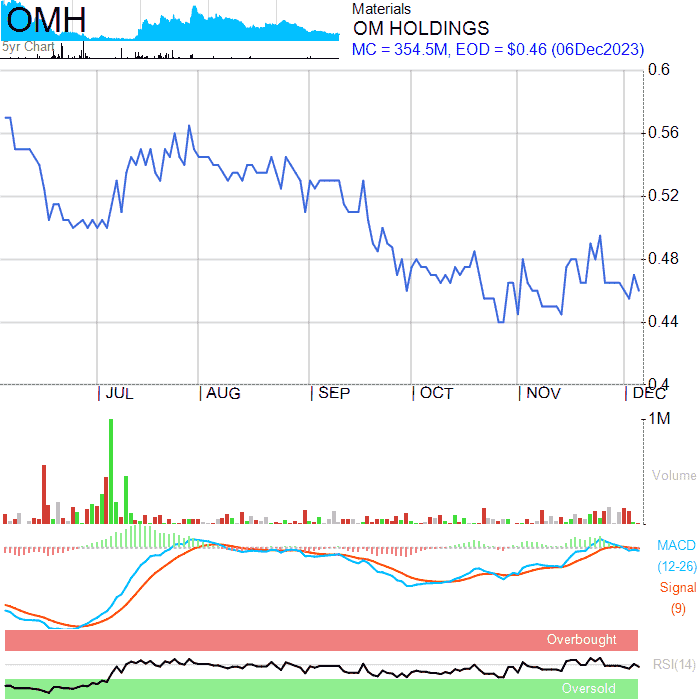 OMH
5yr Chart
Materials
OM HOLDINGS
MC = 354.5M, EOD = $0.46 (06Dec2023)
0.6
0.56
0.52
0.48
0.44
0.4
JUL AUG SEP OCT NOV DEC
1M
Volume
MACD
(12-26)
Signal
(9)
Overbought
RSI(14)
Oversold